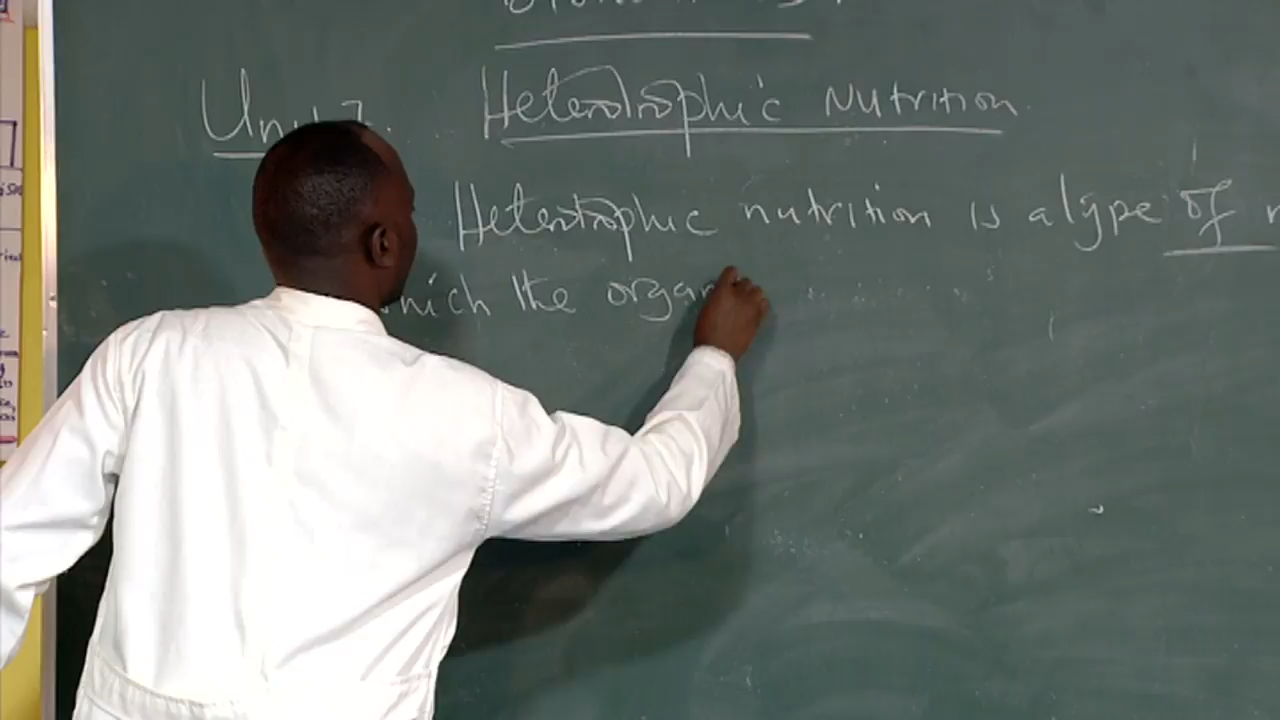 Unit 7. Heterotrophic Nutrition
Heterotrophic nutrition is a type of
which the organ